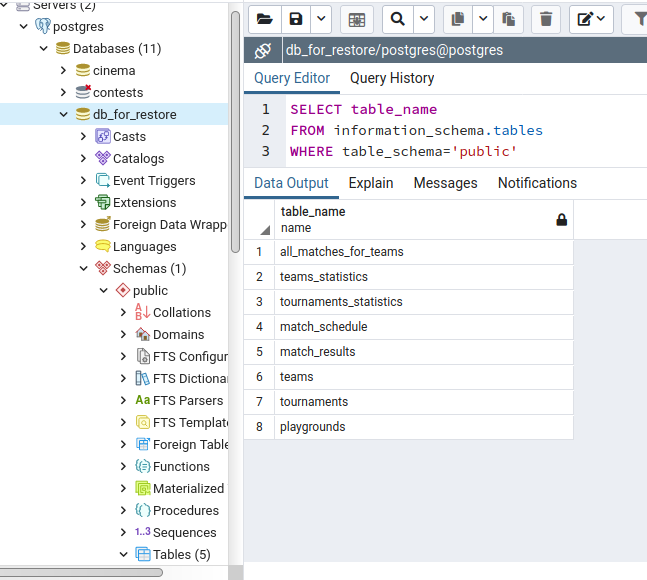 Servers (2)
postgres
Databases (11)
cinema
contests
db_for_restore
Casts
Catalogs
Event Triggers
Extensions
Foreign Data Wrapp
Languages
Schemas (1)
public
Collations
Domains
FTS Configur
FTS Dictiona
FTS Parsers
FTS Templat
Foreign Table
Functions
Materialized
Procedures
Sequences
Tables (5)
db_for_restore/postgres@postgres
Query Editor Query History
1 SELECT table_name
2 FROM information_schema.tables
3 WHERE table_schema='public'
Data Output Explain Messages Notifications
table_name
name
1 all_matches_for_teams
2 teams_statistics
3 tournaments_statistics
4 match_schedule
5 match_results
6 teams
7 tournaments
8 playgrounds